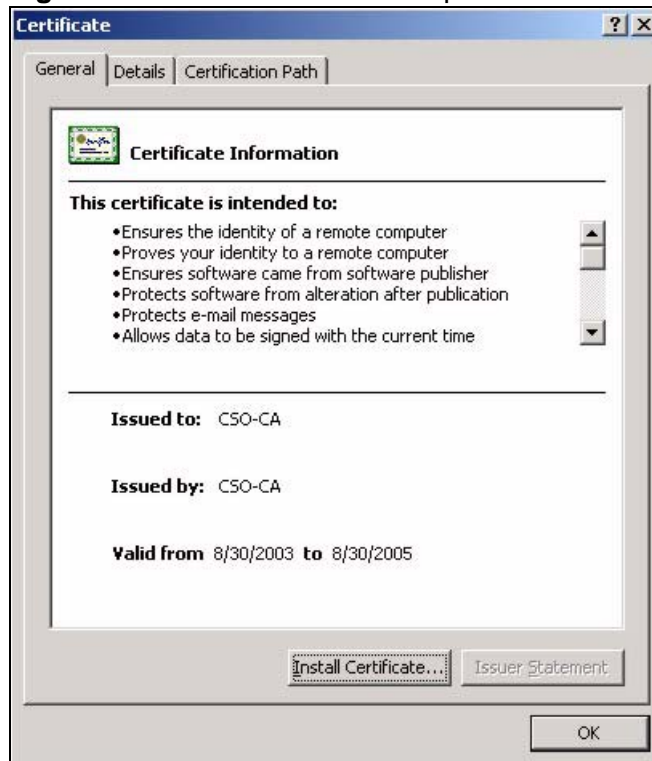 Certificate
General Details Certification Path
Certificate Information
This certificate is intended to:
•Ensures the identity of a remote computer
•Proves your identity to a remote computer
•Ensures software came from software publisher
•Protects software from alteration after publication
•Protects e-mail messages
•Allows data to be signed with the current time
Issued to: CSO-CA
Issued by: CSO-CA
Valid from 8/30/2003 to 8/30/2005
Install Certificate... Issuer Statement
OK